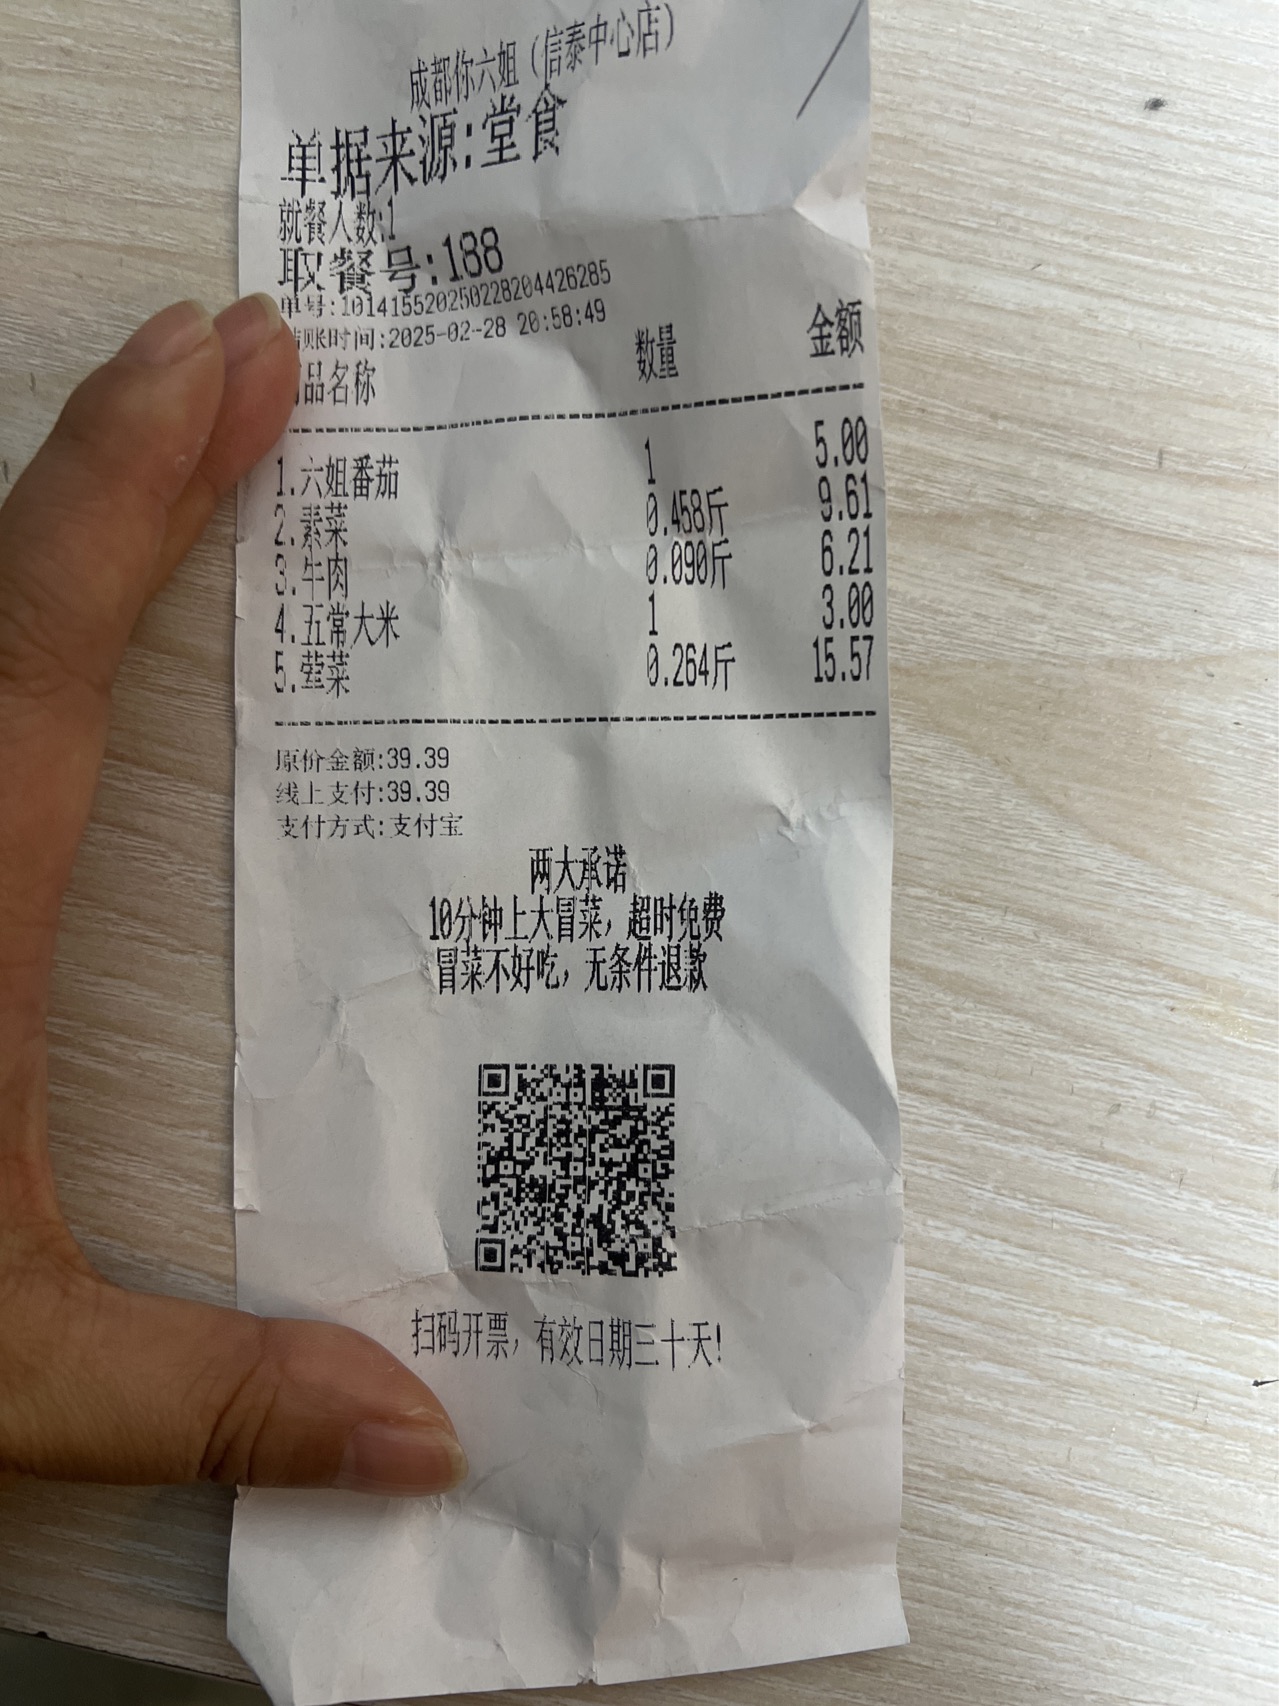 成都你六姐（信泰中心店）
单据来源:堂食
就餐人数:1
取餐号:188
单号:101415520250228204426285
账时间:2025-02-28 20:58:49
品名称 数量 金额
1.六姐番茄 1 5.00
2.素菜 0.458斤 9.61
3.牛肉 0.090斤 6.21
4.五常大米 1 3.00
5.荤菜 0.264斤 15.57
原价金额:39.39
线上支付:39.39
支付方式:支付宝
两大承诺
10分钟上大冒菜，超时免费
冒菜不好吃，无条件退款
扫码开票，有效日期三十天!